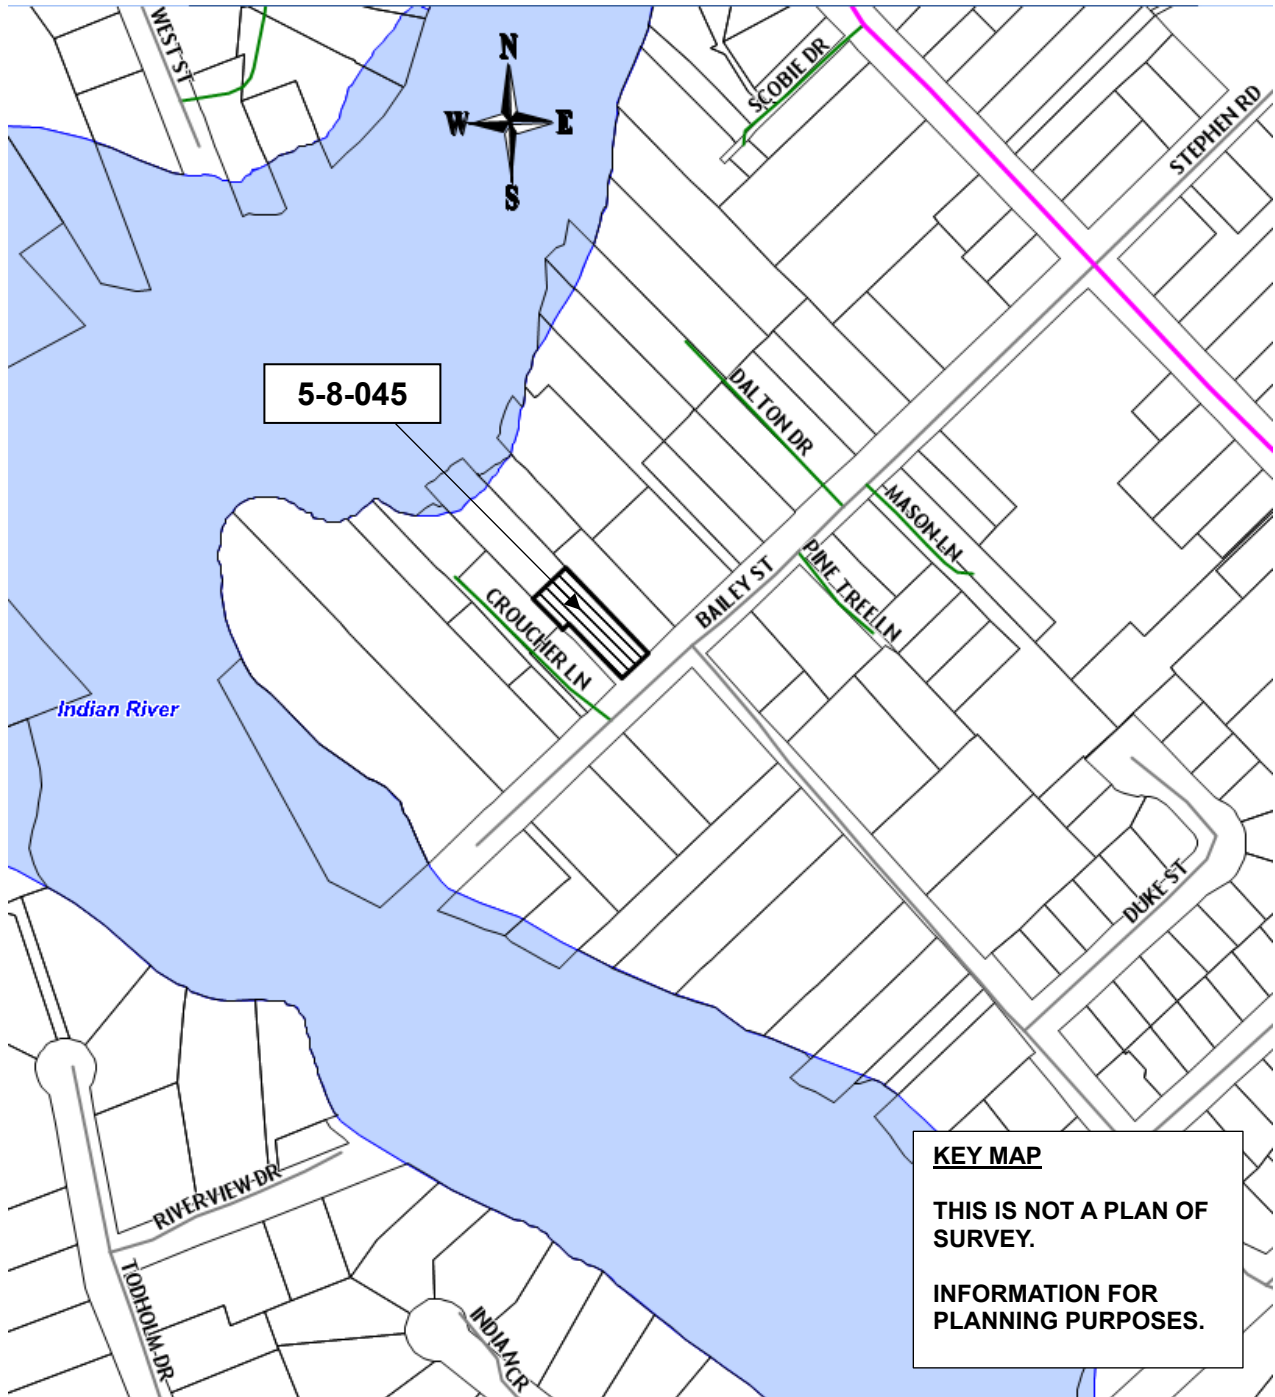 WEST ST
N
W
E
S
SCOBIE DR
STEPHEN RD
5-8-045
DALTON DR
MASON LN
PINE TREE LN
BAILEY ST
CROUCHER LN
Indian River
DUKE ST
RIVERVIEW DR
TODHOLM DR
INDIAN CR
KEY MAP
THIS IS NOT A PLAN OF
SURVEY.
INFORMATION FOR
PLANNING PURPOSES.